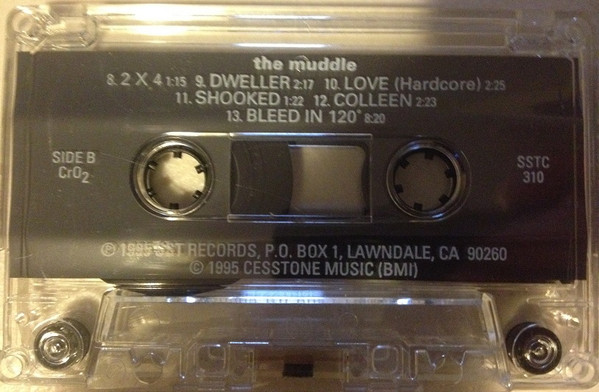 the muddle
8. 2 X 4 1:15 9. DWELLER 2:17 10. LOVE (Hardcore) 2:25
11. SHOOKED 1:22 12. COLLEEN 2:23
13. BLEED IN 120° 8:20
SIDE B
CrO2
SSTC
310
℗ 1995 SST RECORDS, P.O. BOX 1, LAWNDALE, CA 90260
© 1995 CESSTONE MUSIC (BMI)